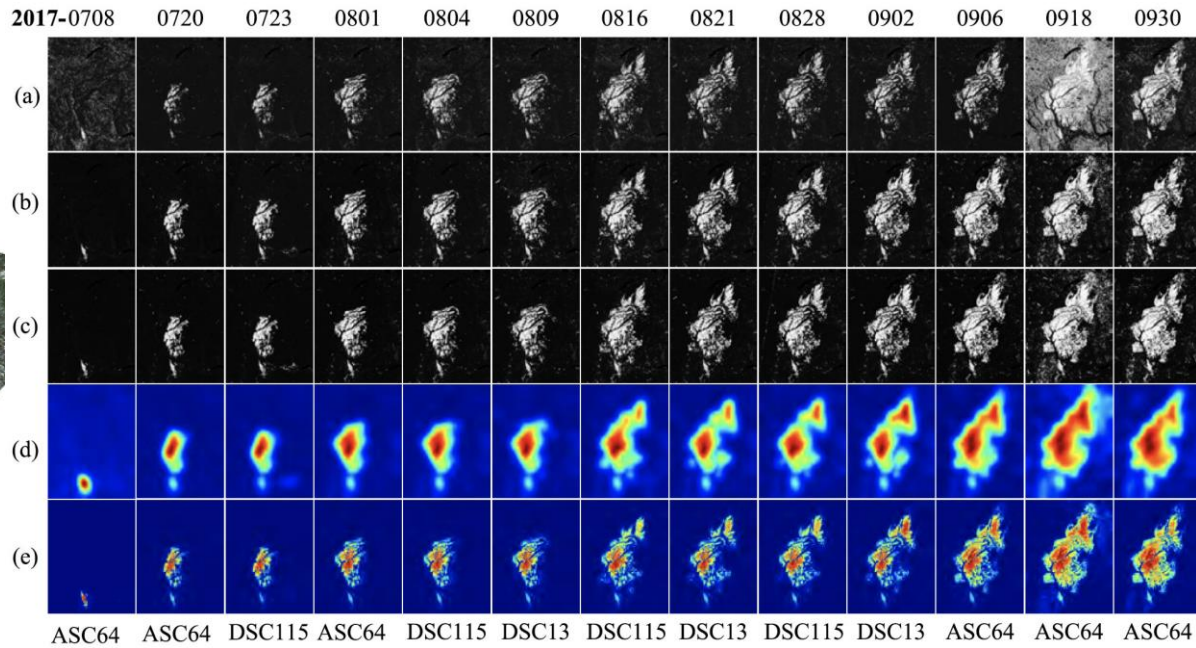 2017-0708 0720 0723 0801 0804 0809 0816 0821 0828 0902 0906 0918 0930
(a)
(b)
(c)
(d)
(e)
ASC64 ASC64 DSC115 ASC64 DSC115 DSC13 DSC115 DSC13 DSC115 DSC13 ASC64 ASC64 ASC64